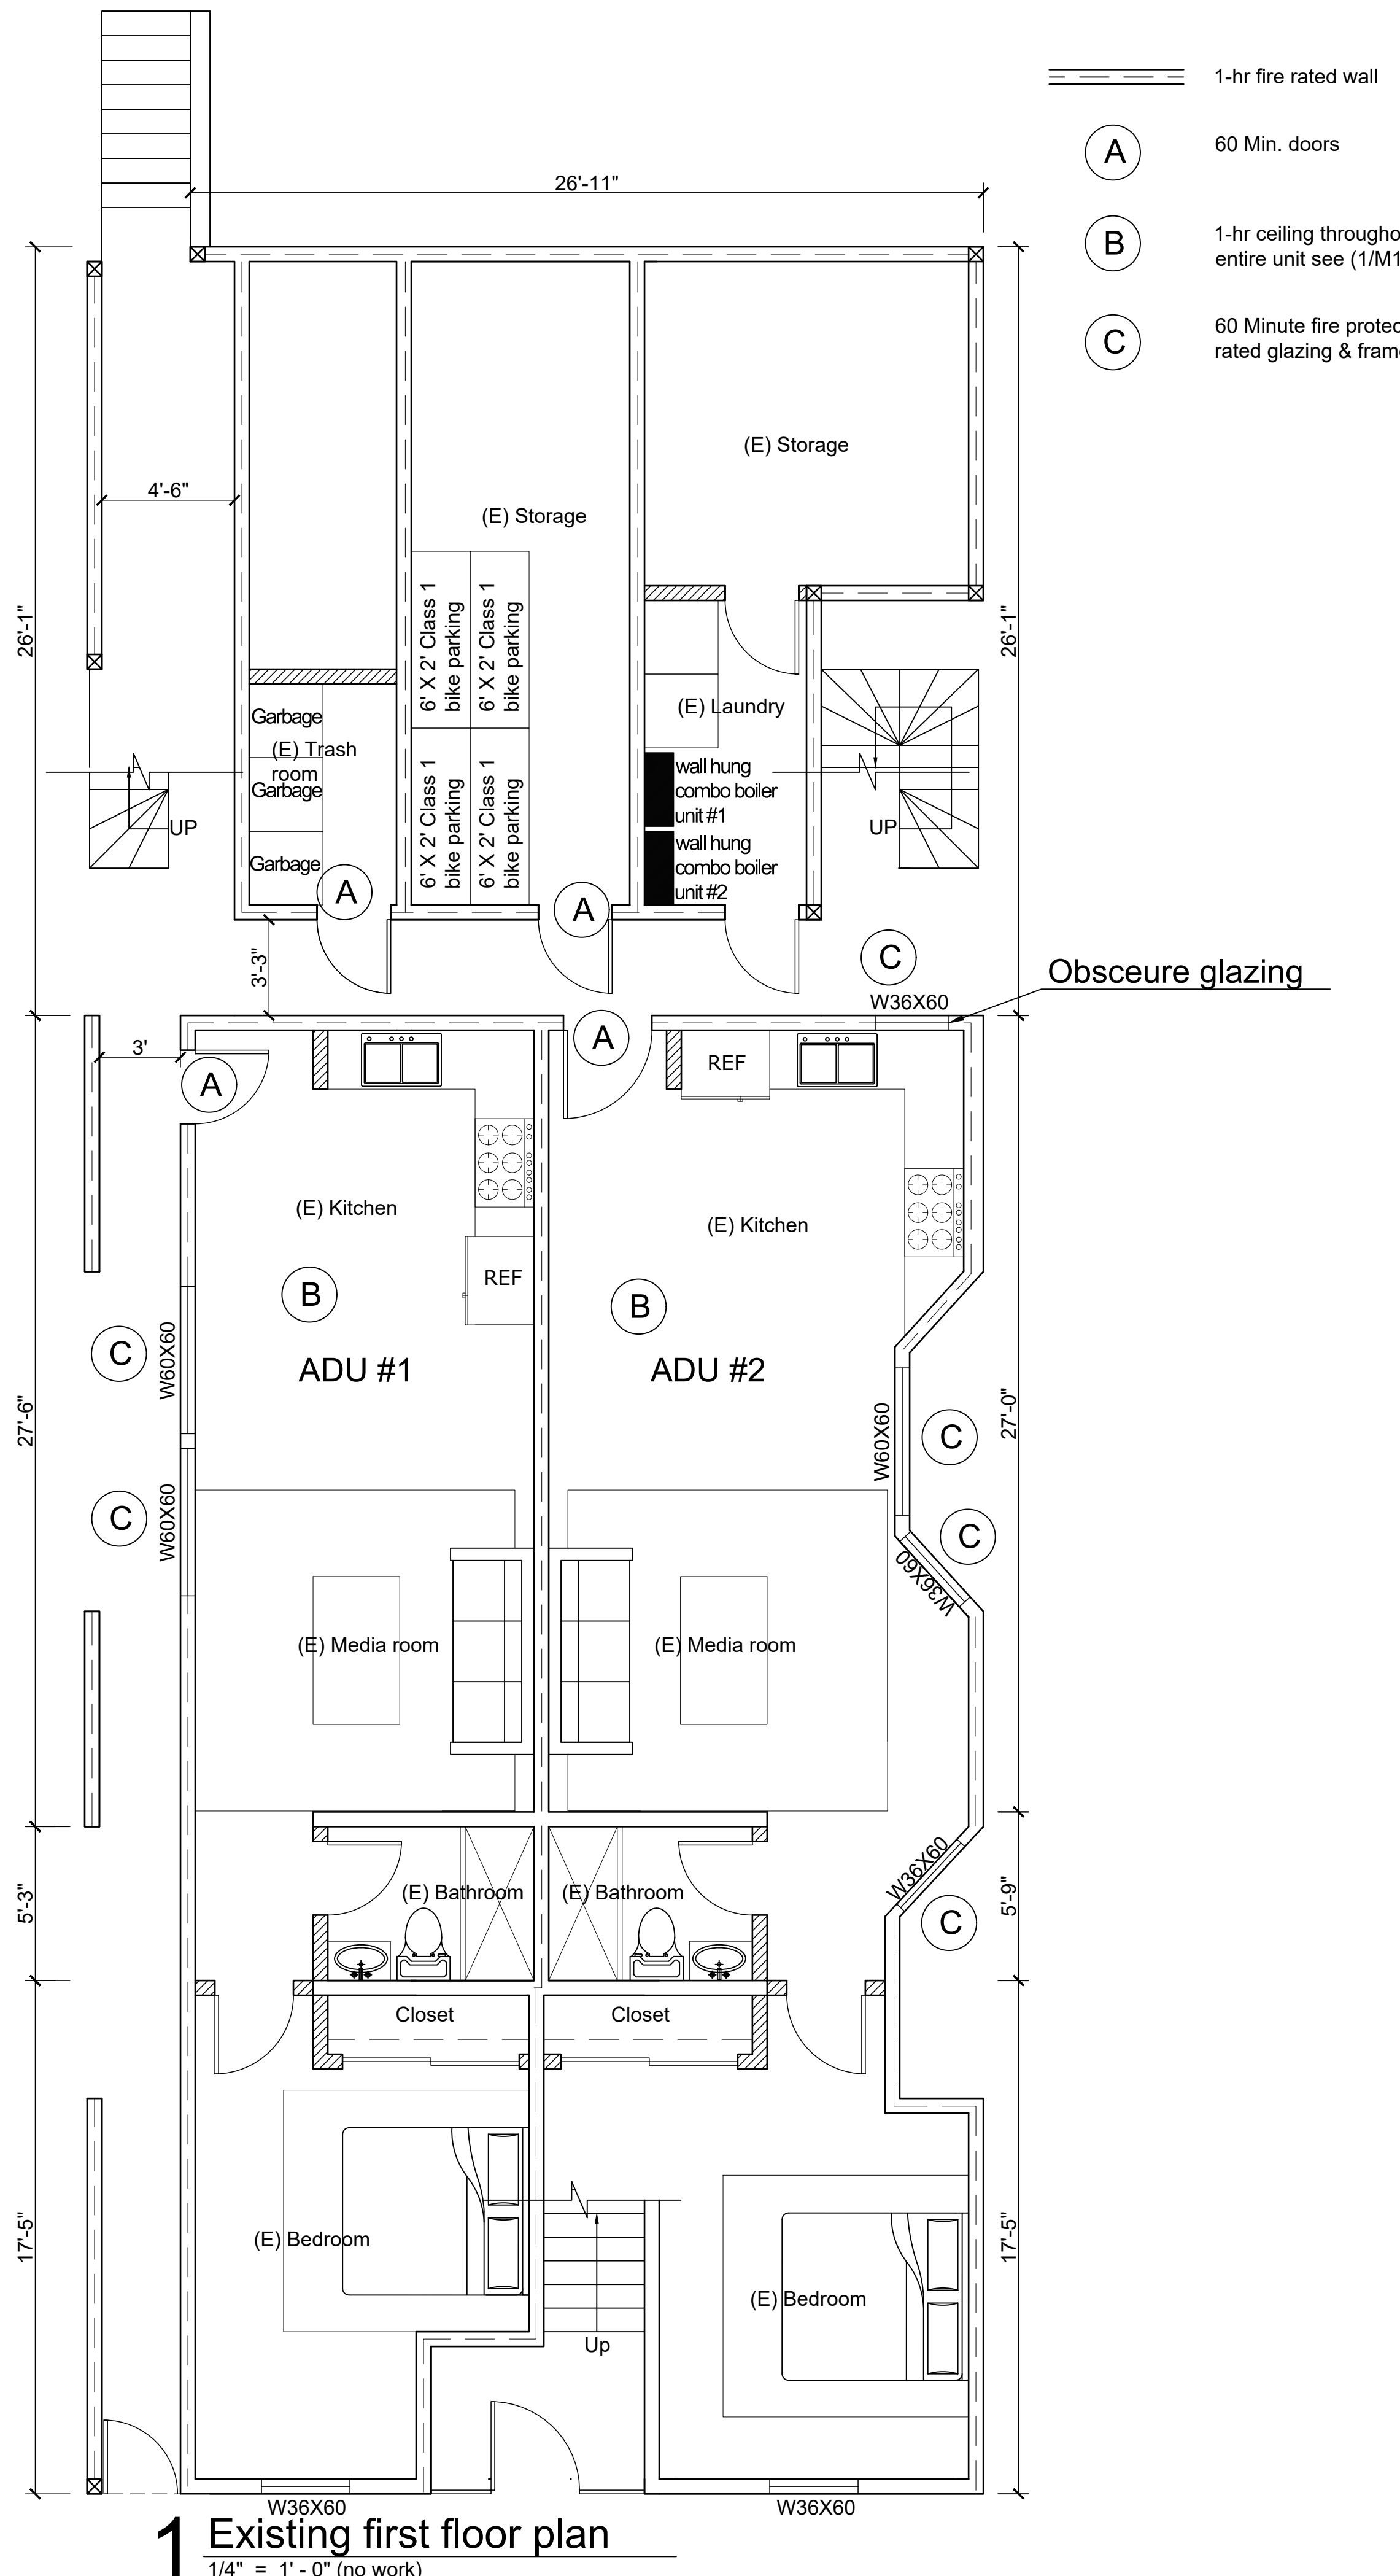 1-hr fire rated wall
A
60 Min. doors
B
1-hr ceiling througho
entire unit see (1/M1
C
60 Minute fire protec
rated glazing & fram
26'-11"
4'-6"
26'-1"
26'-1"
(E) Storage
(E) Storage
6' X 2' Class 1
bike parking
6' X 2' Class 1
bike parking
6' X 2' Class 1
bike parking
6' X 2' Class 1
bike parking
Garbage
(E) Trash
room
Garbage
Garbage
(E) Laundry
wall hung
combo boiler
unit #1
wall hung
combo boiler
unit #2
UP
UP
A
A
3'-3"
C
W36X60
Obsceure glazing
3'
A
A
REF
(E) Kitchen
(E) Kitchen
REF
B
B
ADU #1
ADU #2
C
W60X60
C
W60X60
W60X60
C
C
W36X60
27'-6"
27'-0"
(E) Media room
(E) Media room
W36X60
C
5'-3"
5'-9"
(E) Bathroom
(E) Bathroom
Closet
Closet
17'-5"
17'-5"
(E) Bedroom
(E) Bedroom
Up
W36X60
W36X60
1
Existing first floor plan
1/4" = 1' - 0" (no work)